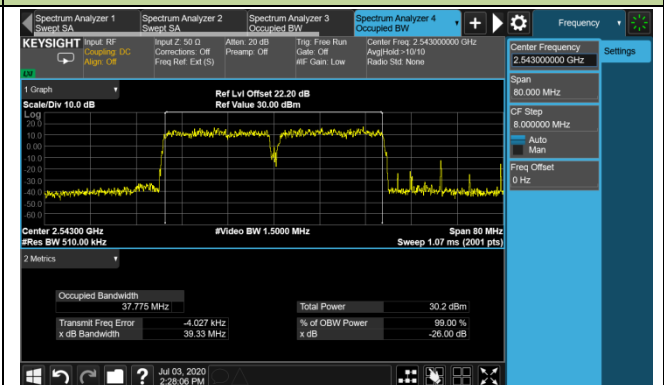 Spectrum Analyzer 1
Swept SA
Spectrum Analyzer 2
Swept SA
Spectrum Analyzer 3
Occupied BW
Spectrum Analyzer 4
Occupied BW
Frequency
KEYSIGHT
Input: RF
Coupling: DC
Align: Off
Input Z: 50 Ω
Corrections: Off
Freq Ref: Ext (S)
Atten: 20 dB
Preamp: Off
Trig: Free Run
Gate: Off
#IF Gain: Low
Center Freq: 2.543000000 GHz
Avg|Hold:>10/10
Radio Std: None
Center Frequency
2.543000000 GHz
Settings
Span
80.000 MHz
CF Step
8.000000 MHz
Auto
Man
Freq Offset
0 Hz
1 Graph
Scale/Div 10.0 dB
Ref Lvl Offset 22.20 dB
Ref Value 30.00 dBm
Log
20.0
10.0
0.00
-10.0
-20.0
-30.0
-40.0
-50.0
-60.0
Center 2.54300 GHz
#Res BW 510.00 kHz
#Video BW 1.5000 MHz
Span 80 MHz
Sweep 1.07 ms (2001 pts)
2 Metrics
Occupied Bandwidth
37.775 MHz
Total Power 30.2 dBm
Transmit Freq Error -4.027 kHz
% of OBW Power 99.00 %
x dB Bandwidth 39.33 MHz
x dB -26.00 dB
?
Jul 03, 2020
2:28:06 PM